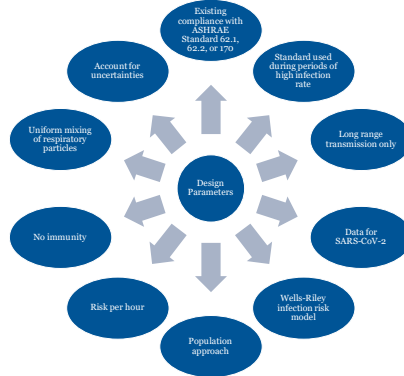 Existing
compliance with
ASHRAE
Standard 62.1,
62.2, or 170
Standard used
during periods of
high infection
rate
Long range
transmission only
Data for
SARS-CoV-2
Wells-Riley
infection risk
model
Population
approach
Risk per hour
No immunity
Uniform mixing
of respiratory
particles
Account for
uncertainties
Design
Parameters